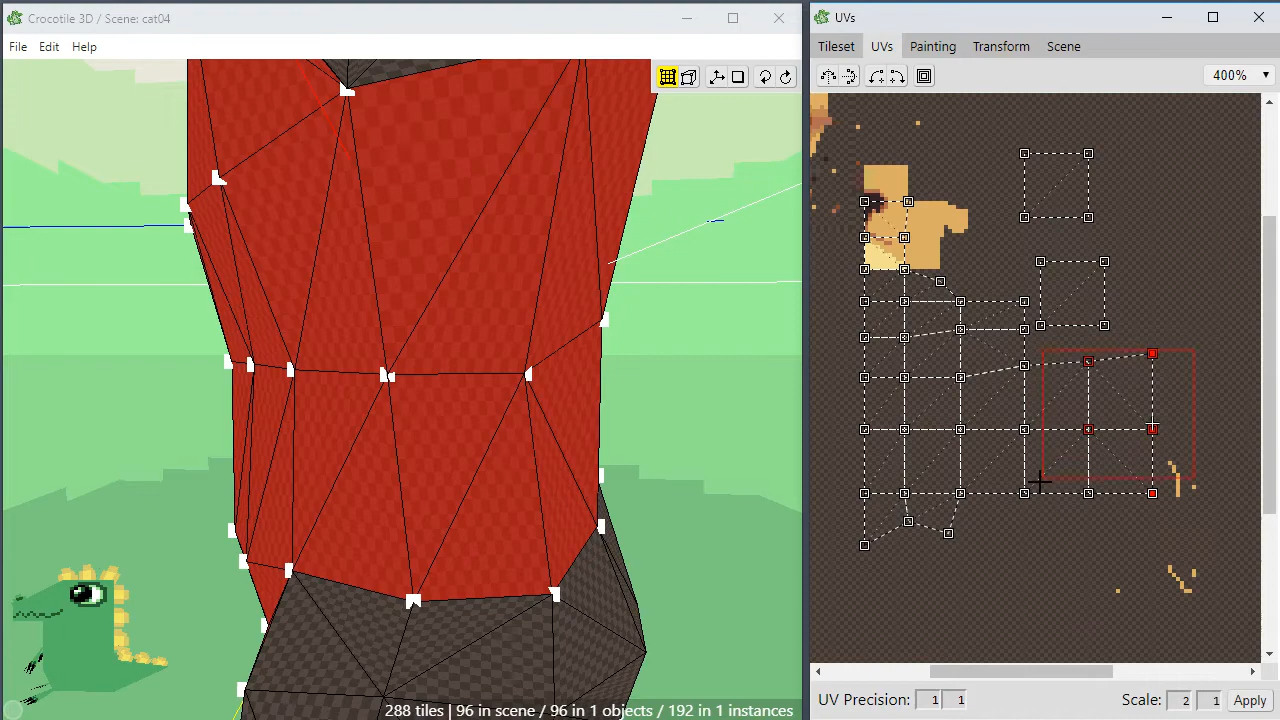 Crocotile 3D / Scene: cat04
File Edit Help
288 tiles | 96 in scene / 96 in 1 objects / 192 in 1 instances
UVs
Tileset UVs Painting Transform Scene
400%
UV Precision: 1 1 Scale: 2 1 Apply